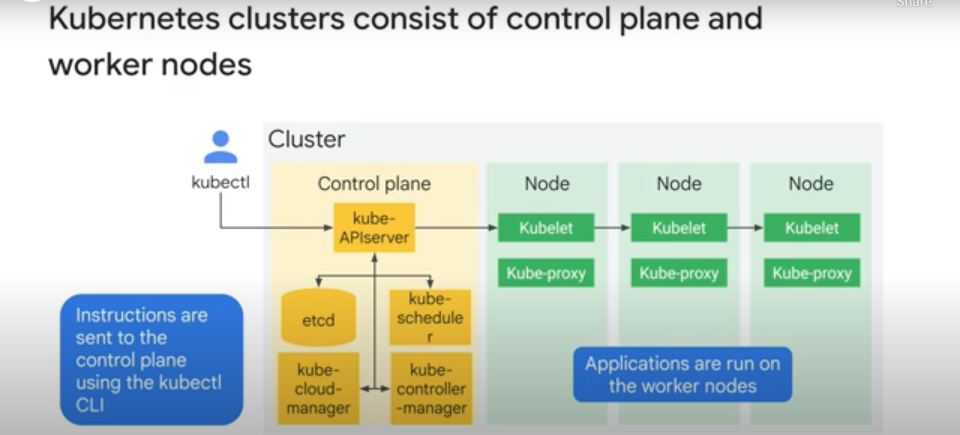 Share
Kubernetes clusters consist of control plane and
worker nodes
Cluster
kubectl
Control plane
Node
Node
Node
kube-
APIserver
Kubelet
Kubelet
Kubelet
Kube-proxy
Kube-proxy
Kube-proxy
etcd
kube-
schedule
r
kube-
cloud-
manager
kube-
controller
-manager
Instructions are
sent to the
control plane
using the kubectl
CLI
Applications are run on
the worker nodes